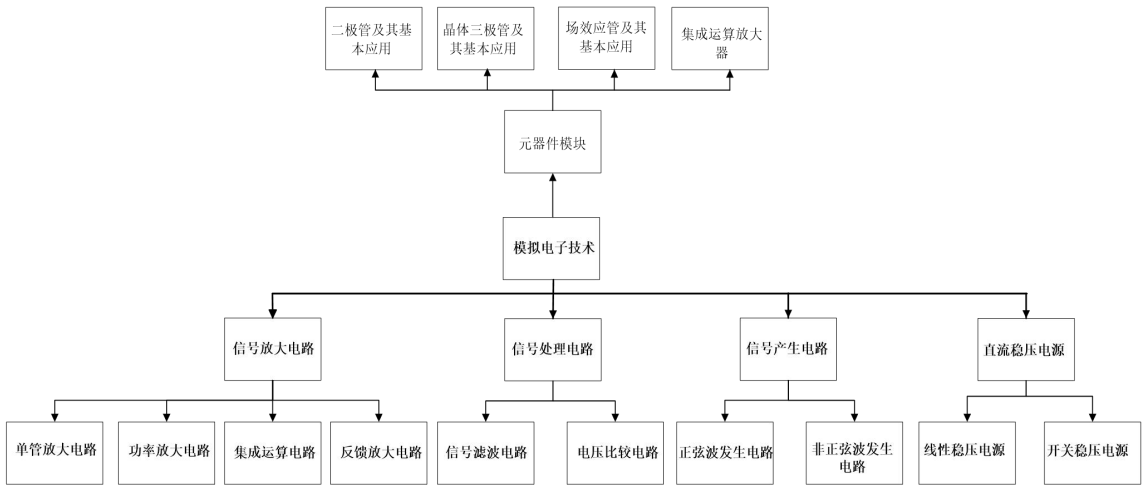 二极管及其基
本应用
晶体三极管及
其基本应用
场效应管及其
基本应用
集成运算放大
器
元器件模块
模拟电子技术
信号放大电路
信号处理电路
信号产生电路
直流稳压电源
单管放大电路
功率放大电路
集成运算电路
反馈放大电路
信号滤波电路
电压比较电路
正弦波发生电路
非正弦波发生
电路
线性稳压电源
开关稳压电源